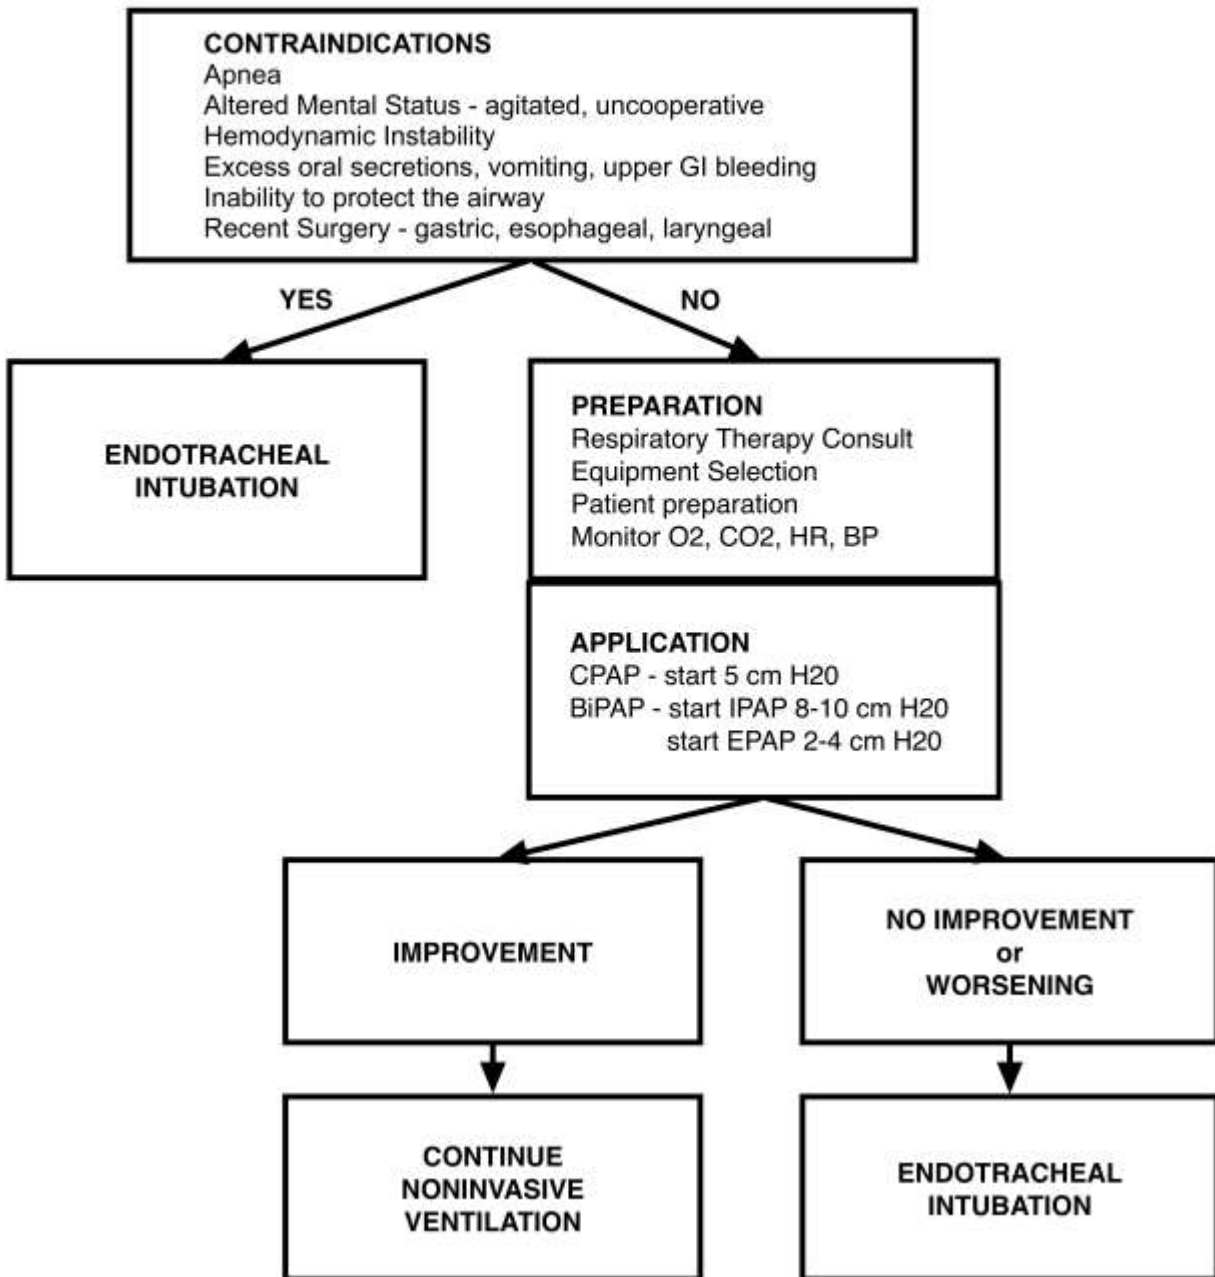 CONTRAINDICATIONS
Apnea
Altered Mental Status - agitated, uncooperative
Hemodynamic Instability
Excess oral secretions, vomiting, upper GI bleeding
Inability to protect the airway
Recent Surgery - gastric, esophageal, laryngeal
YES
NO
ENDOTRACHEAL
INTUBATION
PREPARATION
Respiratory Therapy Consult
Equipment Selection
Patient preparation
Monitor O2, CO2, HR, BP
APPLICATION
CPAP - start 5 cm H20
BiPAP - start IPAP 8-10 cm H20
start EPAP 2-4 cm H20
IMPROVEMENT
NO IMPROVEMENT
or
WORSENING
CONTINUE
NONINVASIVE
VENTILATION
ENDOTRACHEAL
INTUBATION